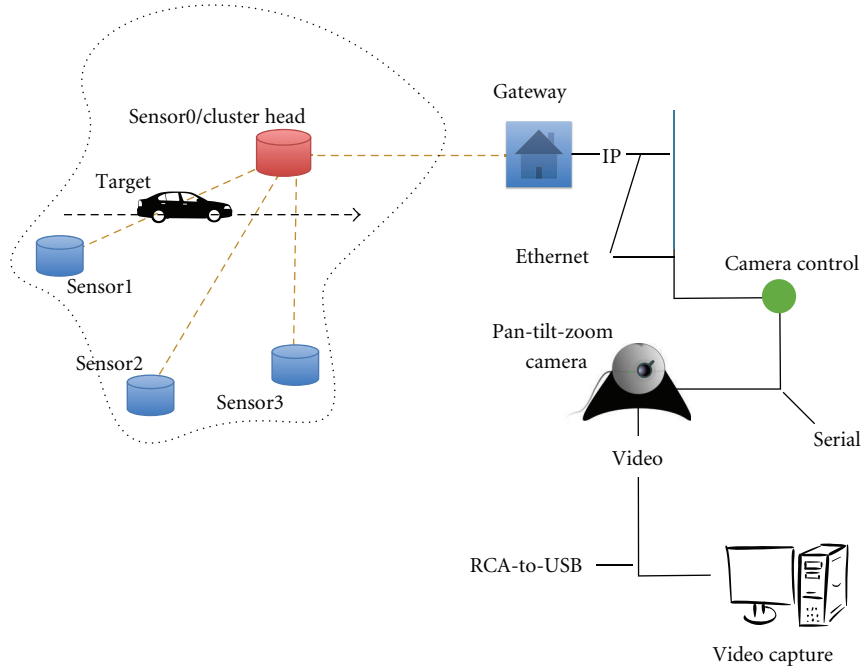 Gateway
Sensor0/cluster head
IP
Target
Ethernet
Camera control
Sensor1
Pan-tilt-zoom
camera
Sensor2
Sensor3
Serial
Video
RCA-to-USB
Video capture